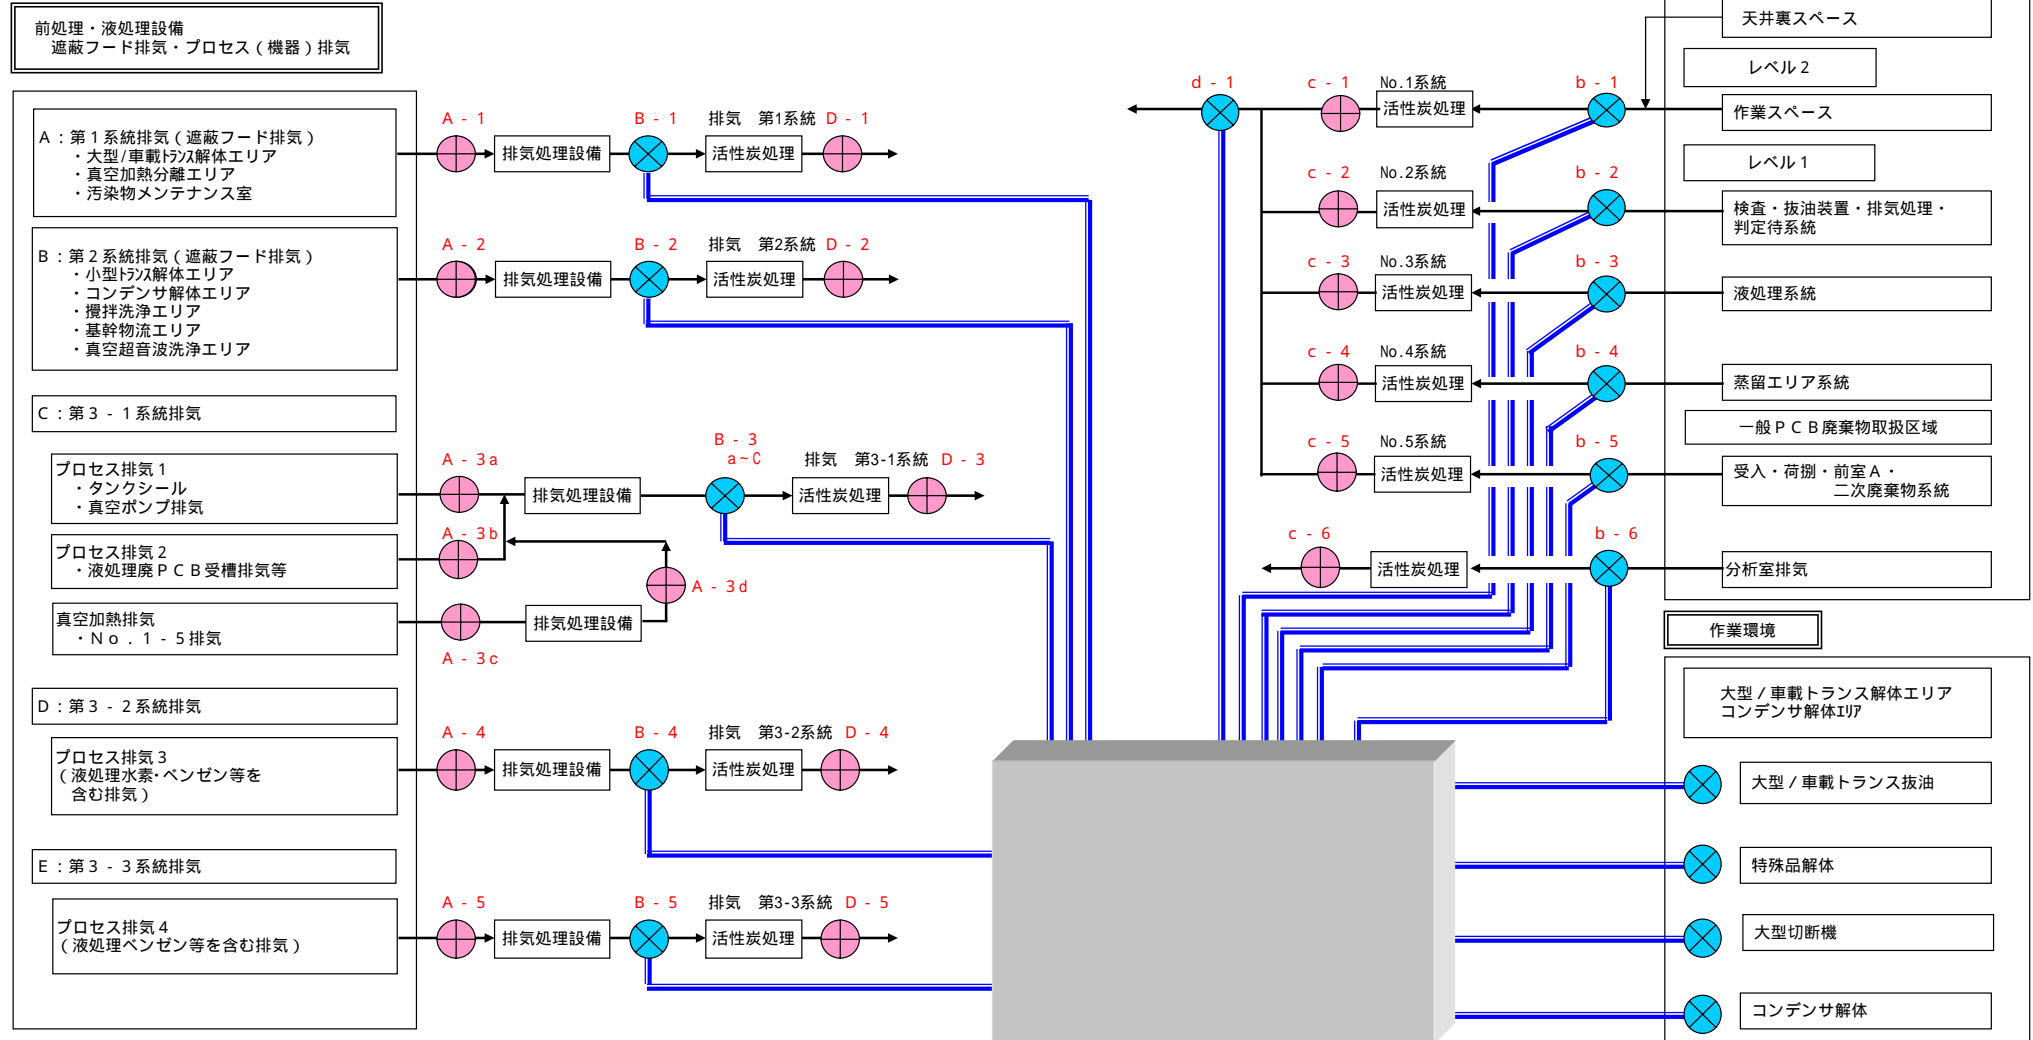 前処理・液処理設備
遮蔽フード排気・プロセス(機器)排気
A:第1系統排気(遮蔽フード排気)
・大型/車載トランス解体エリア
・真空加熱分離エリア
・汚染物メンテナンス室
A - 1
排気処理設備
B - 1
排気 第1系統
活性炭処理
D - 1
B:第2系統排気(遮蔽フード排気)
・小型トランス解体エリア
・コンデンサ解体エリア
・攪拌洗浄エリア
・基幹物流エリア
・真空超音波洗浄エリア
A - 2
排気処理設備
B - 2
排気 第2系統
活性炭処理
D - 2
C:第3-1系統排気
プロセス排気1
・タンクシール
・真空ポンプ排気
A - 3a
排気処理設備
B - 3
a~C
排気 第3-1系統
活性炭処理
D - 3
プロセス排気2
・液処理廃PCB受槽排気等
A - 3b
A - 3d
真空加熱排気
・No.1-5排気
排気処理設備
A - 3c
D:第3-2系統排気
プロセス排気3
(液処理水素・ベンゼン等を
含む排気)
A - 4
排気処理設備
B - 4
排気 第3-2系統
活性炭処理
D - 4
E:第3-3系統排気
プロセス排気4
(液処理ベンゼン等を含む排気)
A - 5
排気処理設備
B - 5
排気 第3-3系統
活性炭処理
D - 5
天井裏スペース
レベル2
d - 1
c - 1
No.1系統
活性炭処理
b - 1
作業スペース
レベル1
c - 2
No.2系統
活性炭処理
b - 2
検査・抜油装置・排気処理・
判定待系統
c - 3
No.3系統
活性炭処理
b - 3
液処理系統
c - 4
No.4系統
活性炭処理
b - 4
蒸留エリア系統
一般PCB廃棄物取扱区域
c - 5
No.5系統
活性炭処理
b - 5
受入・荷捌・前室A・
二次廃棄物系統
c - 6
活性炭処理
b - 6
分析室排気
作業環境
大型/車載トランス解体エリア
コンデンサ解体エリア
大型/車載トランス抜油
特殊品解体
大型切断機
コンデンサ解体